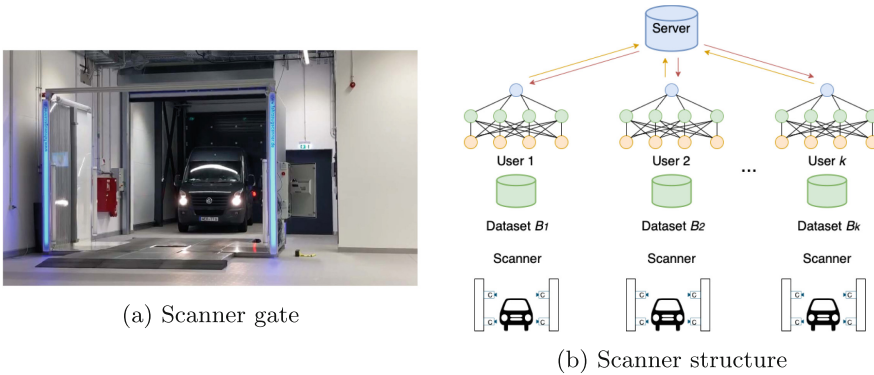 Server
User 1
User 2
User k
...
Dataset B1
Dataset B2
Dataset Bk
Scanner
Scanner
Scanner
C C C C
C C C C
C C C C
(a) Scanner gate
(b) Scanner structure